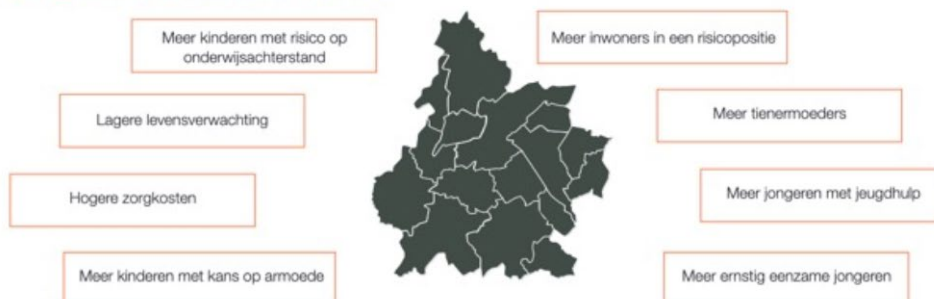 Meer kinderen met risico op
onderwijsachterstand
Meer inwoners in een risicopositie
Lagere levensverwachting
Meer tienermoeders
Hogere zorgkosten
Meer jongeren met jeugdhulp
Meer kinderen met kans op armoede
Meer ernstig eenzame jongeren